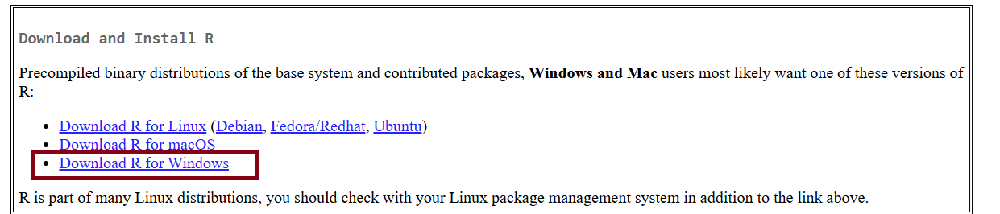 Download and Install R
Precompiled binary distributions of the base system and contributed packages, Windows and Mac users most likely want one of these versions of
R:
• Download R for Linux (Debian, Fedora/Redhat, Ubuntu)
• Download R for macOS
• Download R for Windows
R is part of many Linux distributions, you should check with your Linux package management system in addition to the link above.